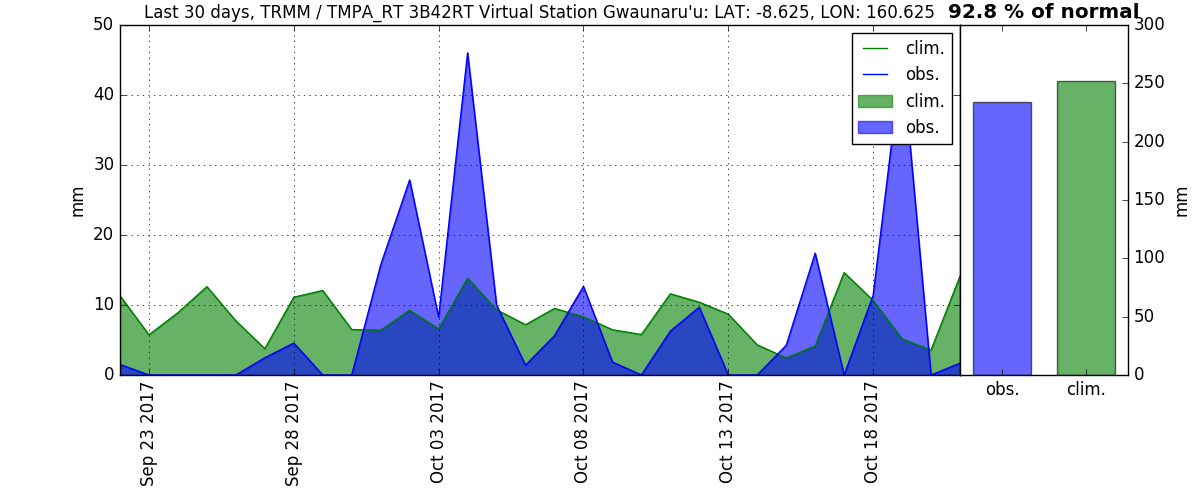 Last 30 days, TRMM / TMPA_RT 3B42RT Virtual Station Gwaunaru'u: LAT: -8.625, LON: 160.625
92.8 % of normal
50
40
30
20
10
0
mm
clim.
obs.
clim.
obs.
300
250
200
150
100
50
0
mm
Sep 23 2017
Sep 28 2017
Oct 03 2017
Oct 08 2017
Oct 13 2017
Oct 18 2017
obs.
clim.